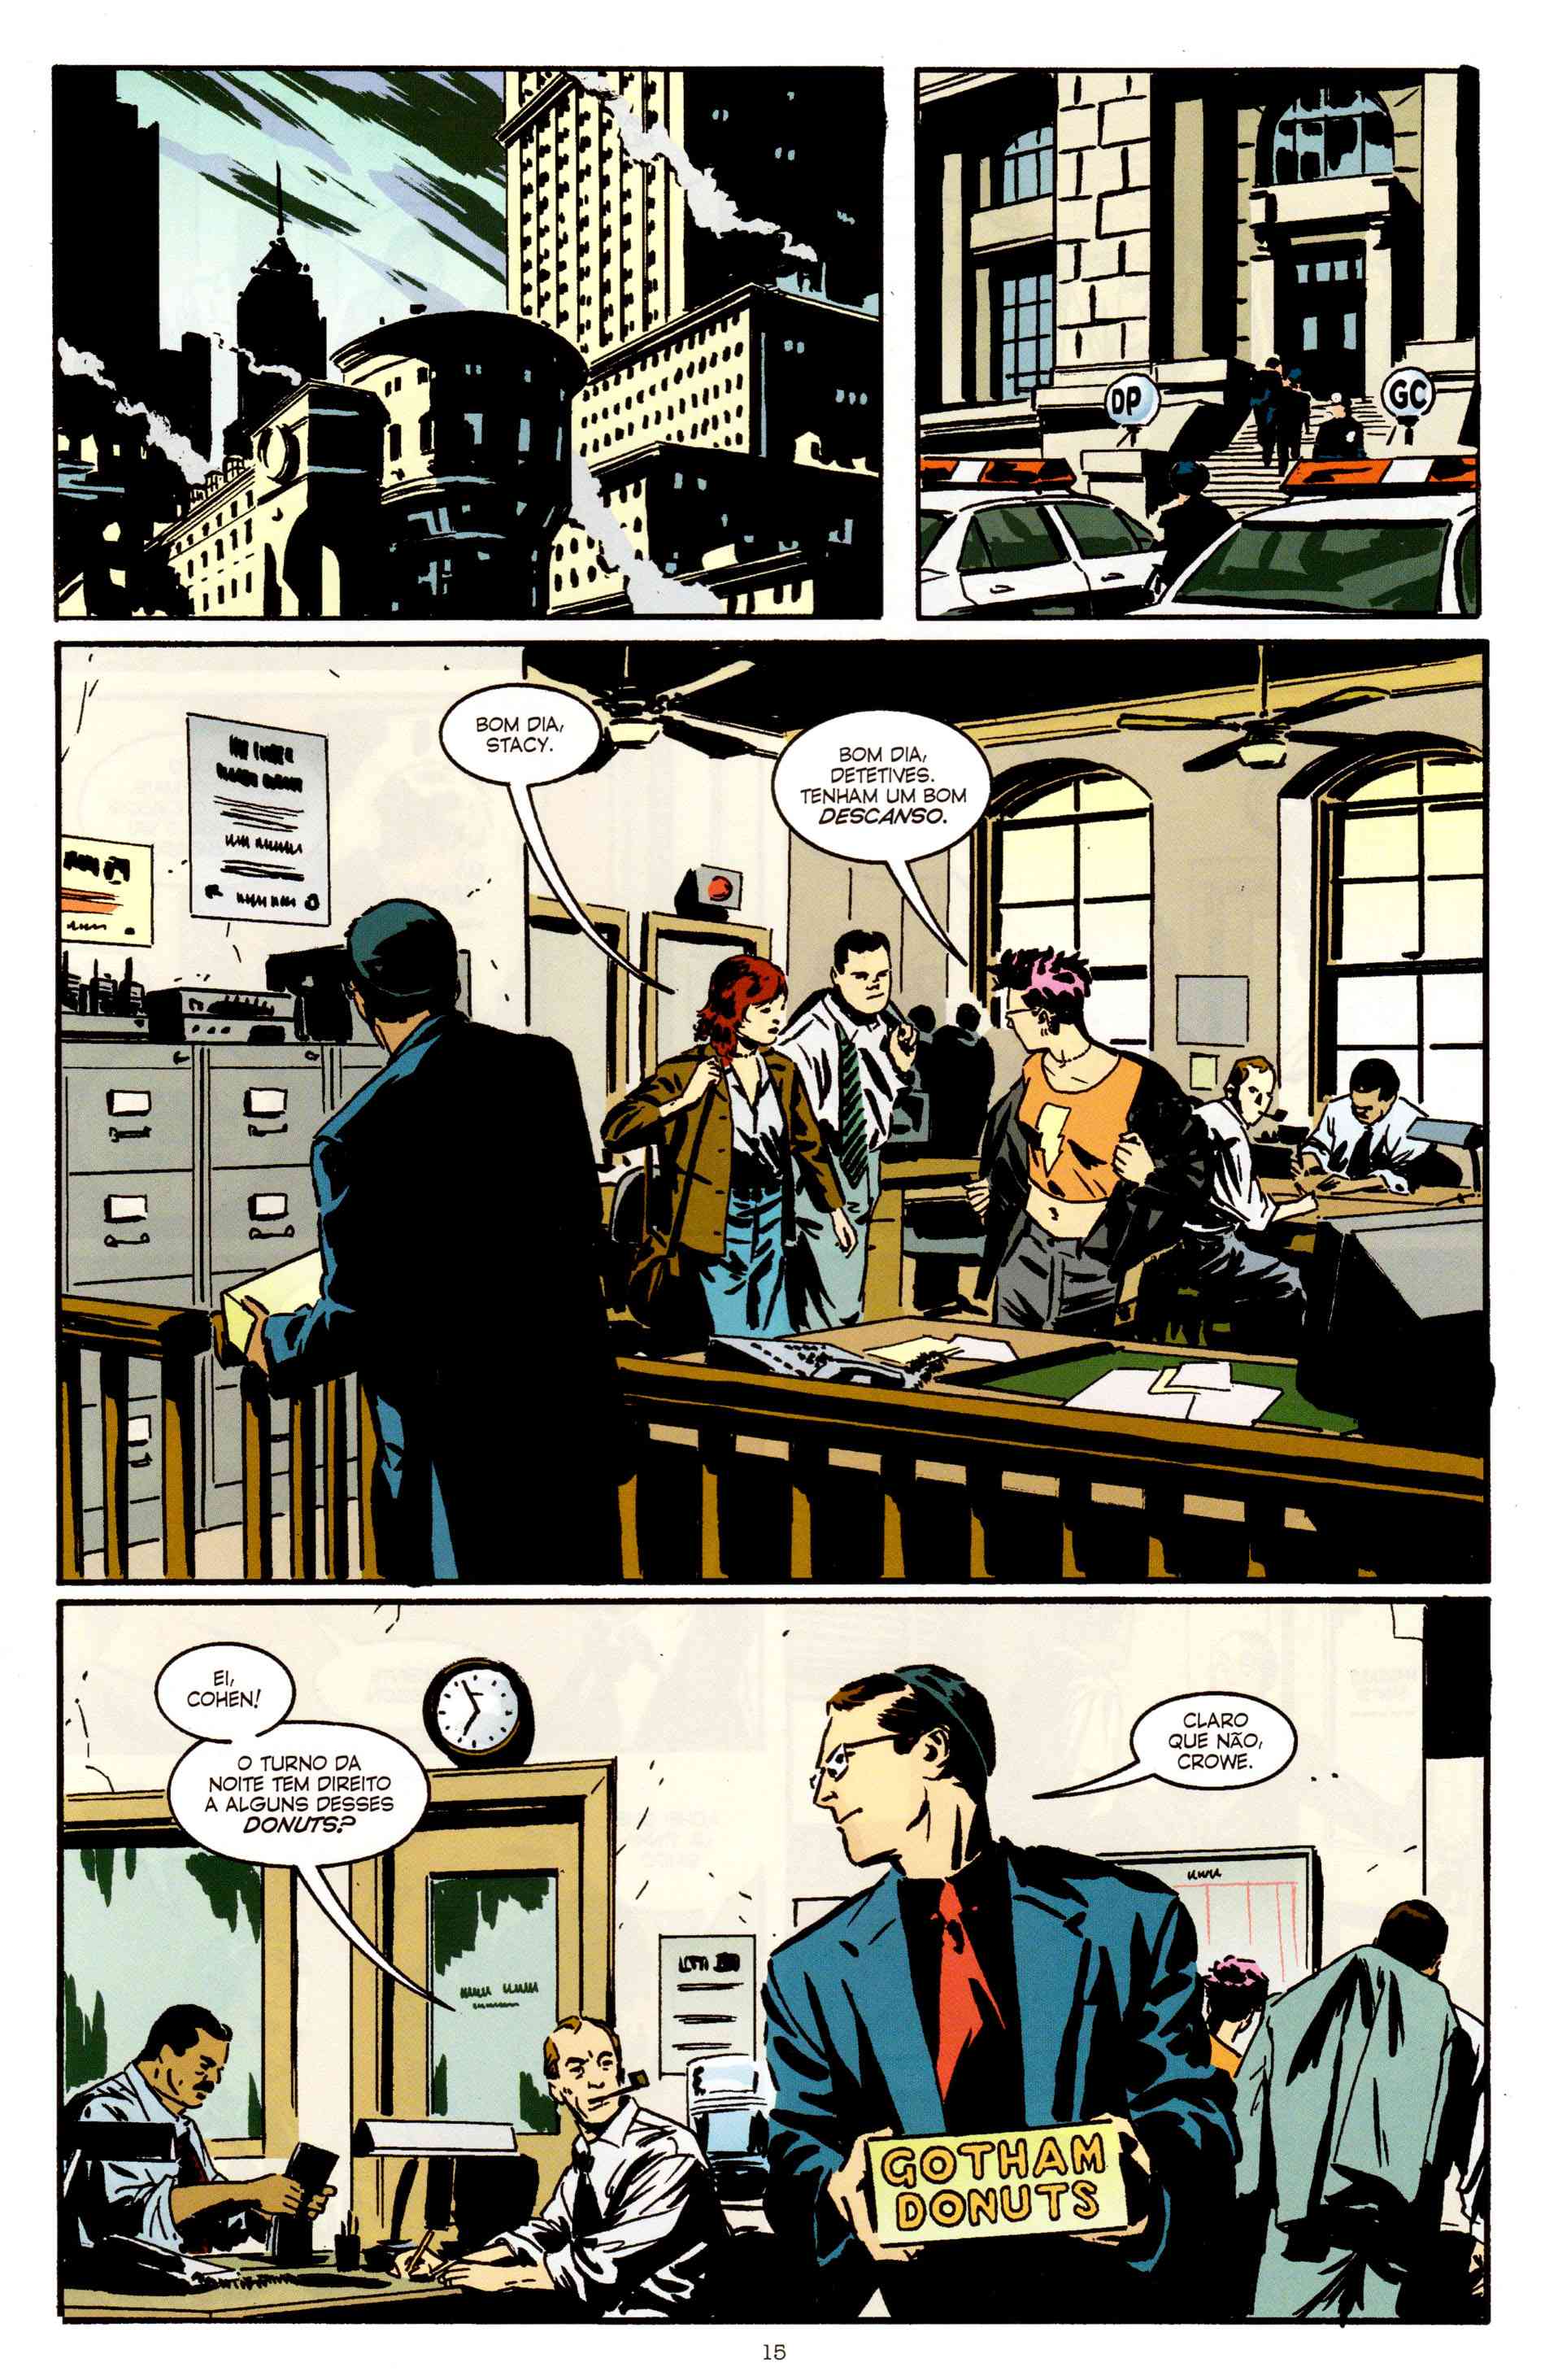 DP
GC
BOM DIA,
STACY.
BOM DIA,
DETETIVES.
TENHAM UM BOM
DESCANSO.
EI,
COHEN!
O TURNO DA
NOITE TEM DIREITO
A ALGUNS DESSES
DONUTS?
CLARO
QUE NÃO,
CROWE.
GOTHAM
DONUTS
15